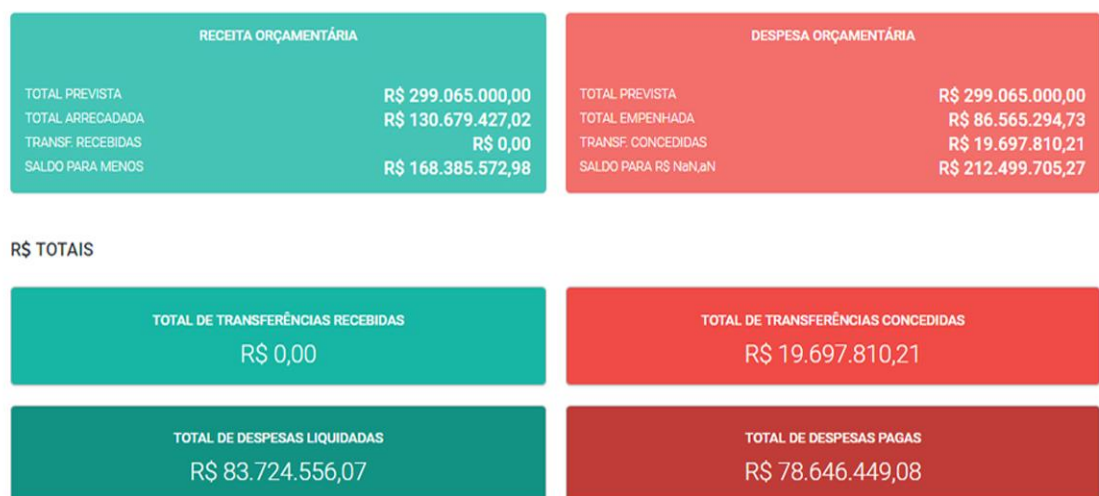 RECEITA ORÇAMENTÁRIA
TOTAL PREVISTA R$ 299.065.000,00
TOTAL ARRECADADA R$ 130.679.427,02
TRANSF. RECEBIDAS R$ 0,00
SALDO PARA MENOS R$ 168.385.572,98
DESPESA ORÇAMENTÁRIA
TOTAL PREVISTA R$ 299.065.000,00
TOTAL EMPENHADA R$ 86.565.294,73
TRANSF. CONCEDIDAS R$ 19.697.810,21
SALDO PARA R$ NaN,aN R$ 212.499.705,27
R$ TOTAIS
TOTAL DE TRANSFERÊNCIAS RECEBIDAS
R$ 0,00
TOTAL DE TRANSFERÊNCIAS CONCEDIDAS
R$ 19.697.810,21
TOTAL DE DESPESAS LIQUIDADAS
R$ 83.724.556,07
TOTAL DE DESPESAS PAGAS
R$ 78.646.449,08